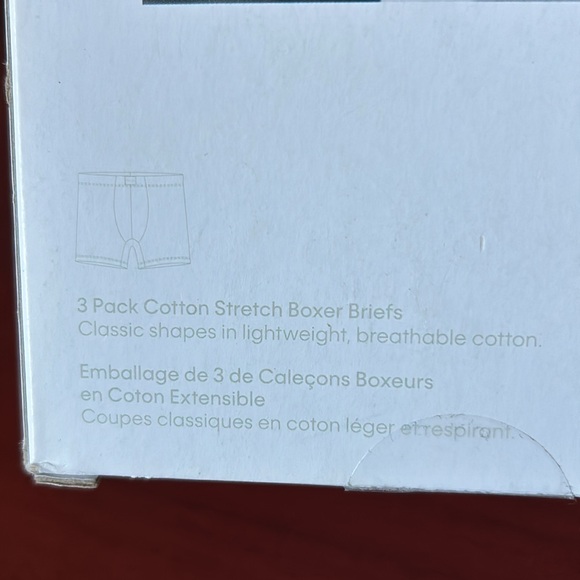 3 Pack Cotton Stretch Boxer Briefs
Classic shapes in lightweight, breathable cotton.
Emballage de 3 de Caleçons Boxeurs
en Coton Extensible
Coupes classiques en coton léger et respirant.